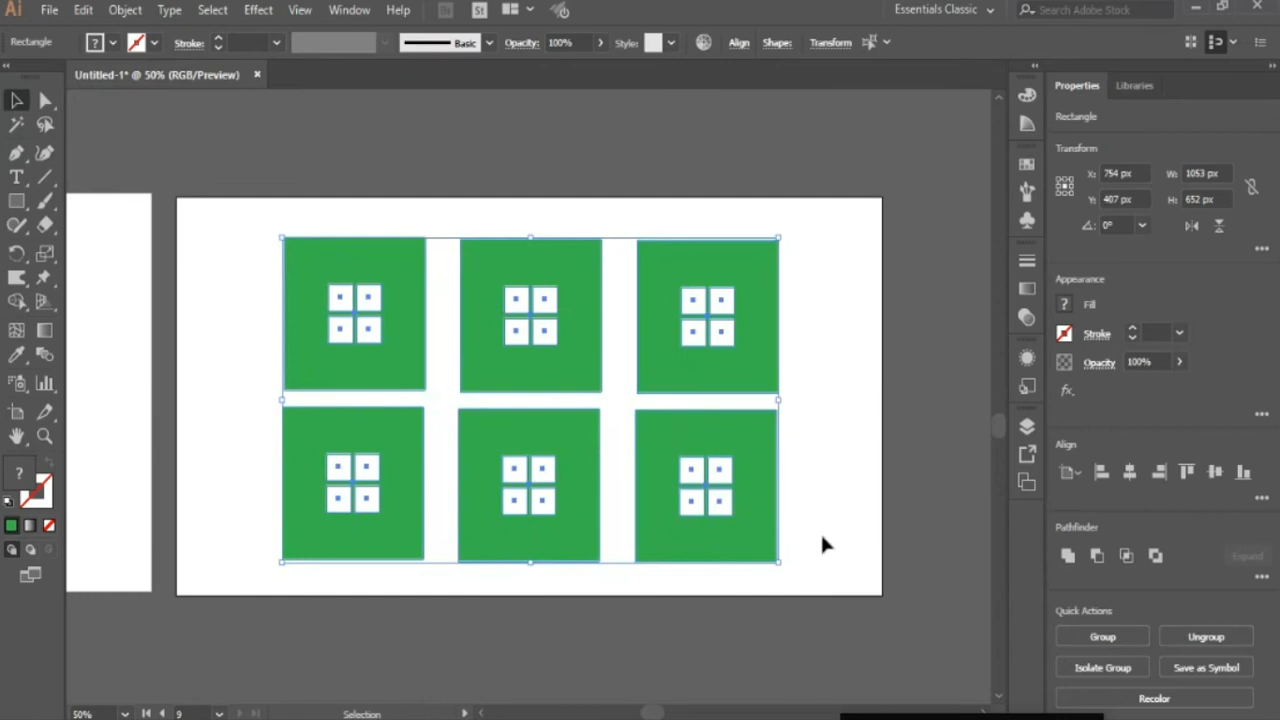 Ai File Edit Object Type Select Effect View Window Help Br St Essentials Classic Search Adobe Stock
Rectangle ? Stroke: Basic Opacity: 100% Style: Align Shape: Transform
Untitled-1* @ 50% (RGB/Preview) ×
Properties Libraries
Rectangle
Transform
X: 754 px W: 1053 px
Y: 407 px H: 652 px
0°
Appearance
? Fill
Stroke
Opacity 100%
fx.
Align
Pathfinder
Expand
Quick Actions
Group Ungroup
Isolate Group Save as Symbol
Recolor
?
50% 9 Selection